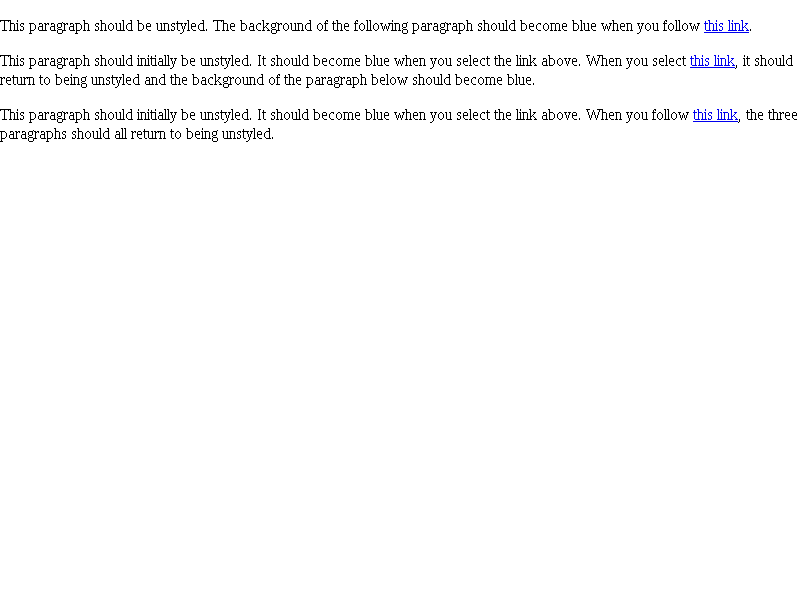 This paragraph should be unstyled. The background of the following paragraph should become blue when you follow this link.
This paragraph should initially be unstyled. It should become blue when you select the link above. When you select this link, it should
return to being unstyled and the background of the paragraph below should become blue.
This paragraph should initially be unstyled. It should become blue when you select the link above. When you follow this link, the three
paragraphs should all return to being unstyled.